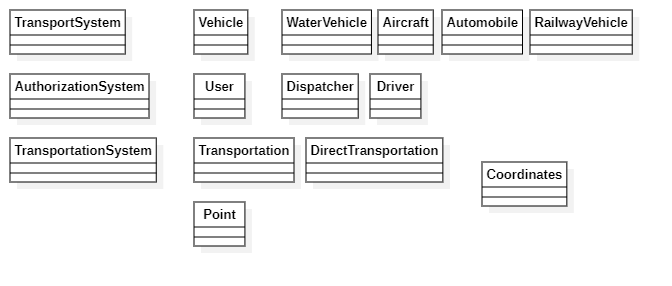 TransportSystem
Vehicle
WaterVehicle
Aircraft
Automobile
RailwayVehicle
AuthorizationSystem
User
Dispatcher
Driver
TransportationSystem
Transportation
DirectTransportation
Coordinates
Point